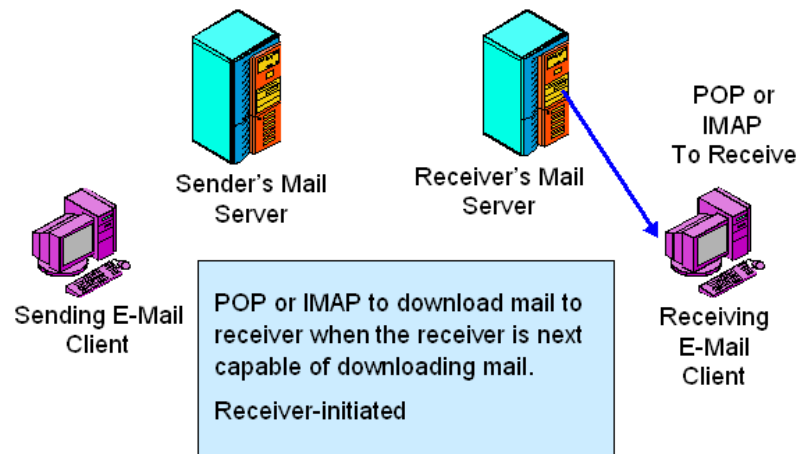 Sender's Mail
Server
Receiver's Mail
Server
POP or
IMAP
To Receive
Sending E-Mail
Client
POP or IMAP to download mail to
receiver when the receiver is next
capable of downloading mail.
Receiver-initiated
Receiving
E-Mail
Client